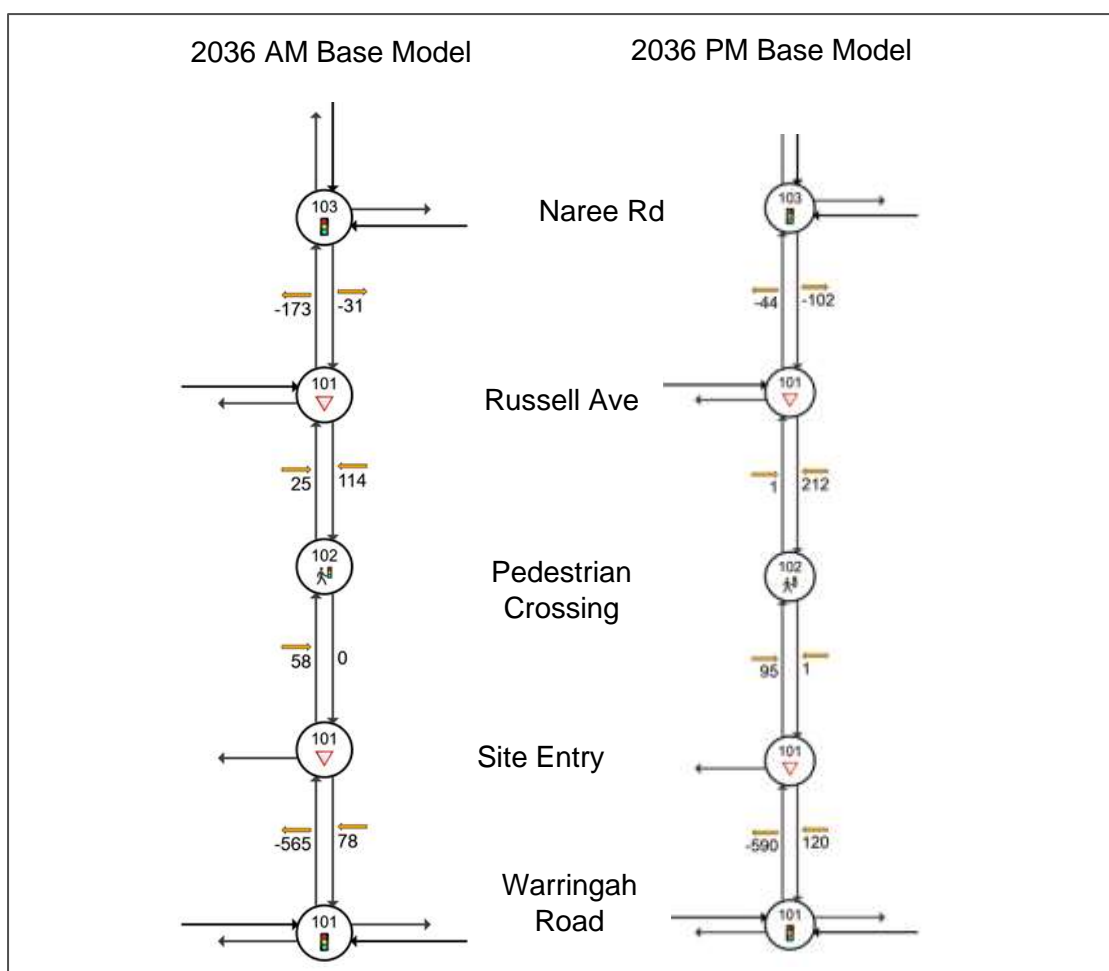 2036 AM Base Model 2036 PM Base Model
103 Naree Rd 103
-173 -31 -44 -102
101 Russell Ave 101
25 114 1 212
102 Pedestrian 102
Crossing
58 0 95 1
101 Site Entry 101
-565 78 -590 120
101 Warringah 101
Road